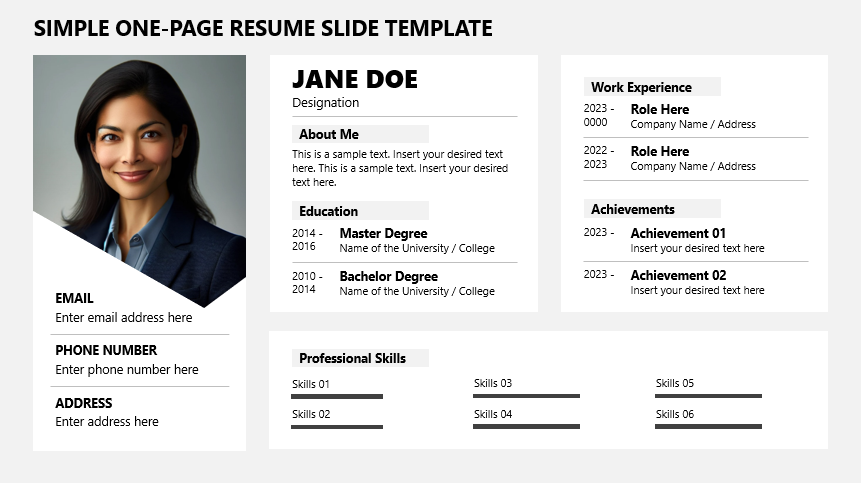 SIMPLE ONE-PAGE RESUME SLIDE TEMPLATE
EMAIL
Enter email address here
PHONE NUMBER
Enter phone number here
ADDRESS
Enter address here
JANE DOE
Designation
About Me
This is a sample text. Insert your desired text
here. This is a sample text. Insert your desired
text here.
Education
2014 -
2016
Master Degree
Name of the University / College
2010 -
2014
Bachelor Degree
Name of the University / College
Work Experience
2023 -
0000
Role Here
Company Name / Address
2022 -
2023
Role Here
Company Name / Address
Achievements
2023 -
Achievement 01
Insert your desired text here
2023 -
Achievement 02
Insert your desired text here
Professional Skills
Skills 01
Skills 02
Skills 03
Skills 04
Skills 05
Skills 06